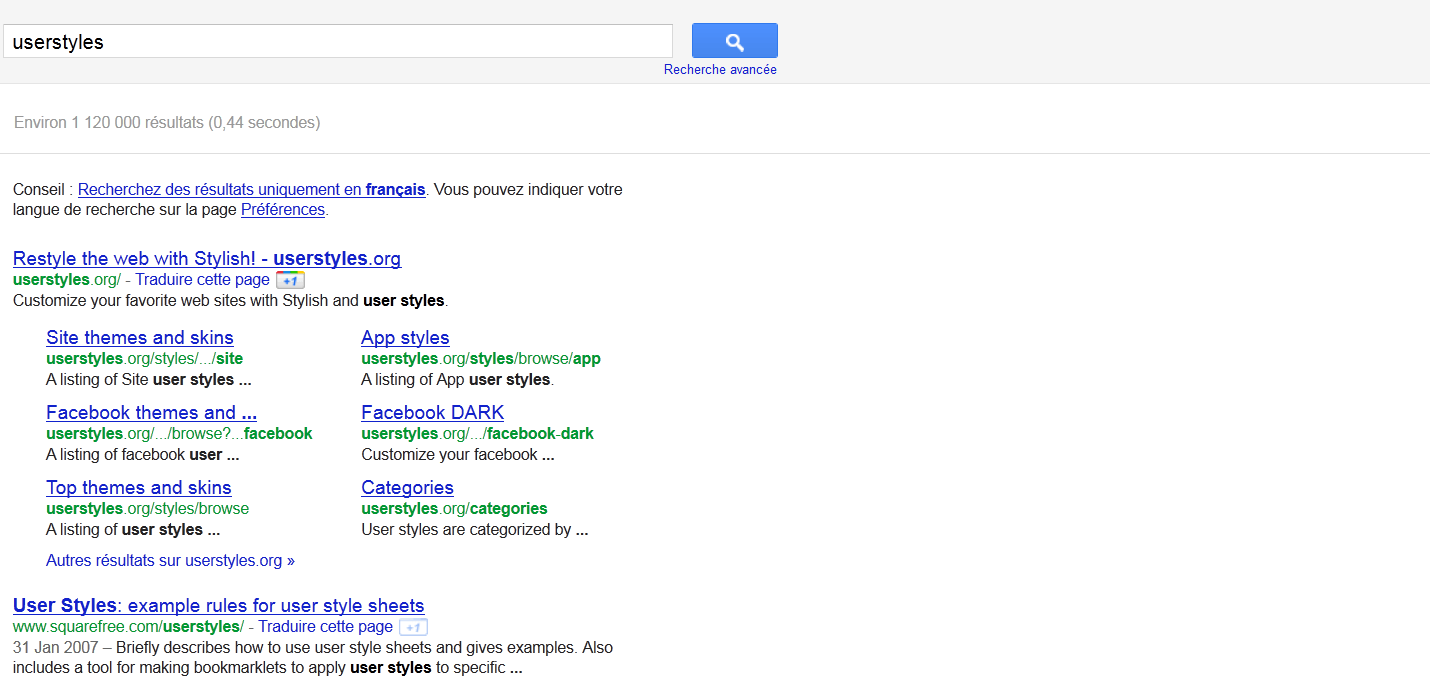 userstyles
Recherche avancée
Environ 1 120 000 résultats (0,44 secondes)
Conseil : Recherchez des résultats uniquement en français. Vous pouvez indiquer votre
langue de recherche sur la page Préférences.
Restyle the web with Stylish! - userstyles.org
userstyles.org/ - Traduire cette page +1
Customize your favorite web sites with Stylish and user styles.
Site themes and skins
userstyles.org/styles/.../site
A listing of Site user styles ...
App styles
userstyles.org/styles/browse/app
A listing of App user styles.
Facebook themes and ...
userstyles.org/.../browse?...facebook
A listing of facebook user ...
Facebook DARK
userstyles.org/.../facebook-dark
Customize your facebook ...
Top themes and skins
userstyles.org/styles/browse
A listing of user styles ...
Categories
userstyles.org/categories
User styles are categorized by ...
Autres résultats sur userstyles.org »
User Styles: example rules for user style sheets
www.squarefree.com/userstyles/ - Traduire cette page +1
31 Jan 2007 – Briefly describes how to use user style sheets and gives examples. Also
includes a tool for making bookmarklets to apply user styles to specific ...